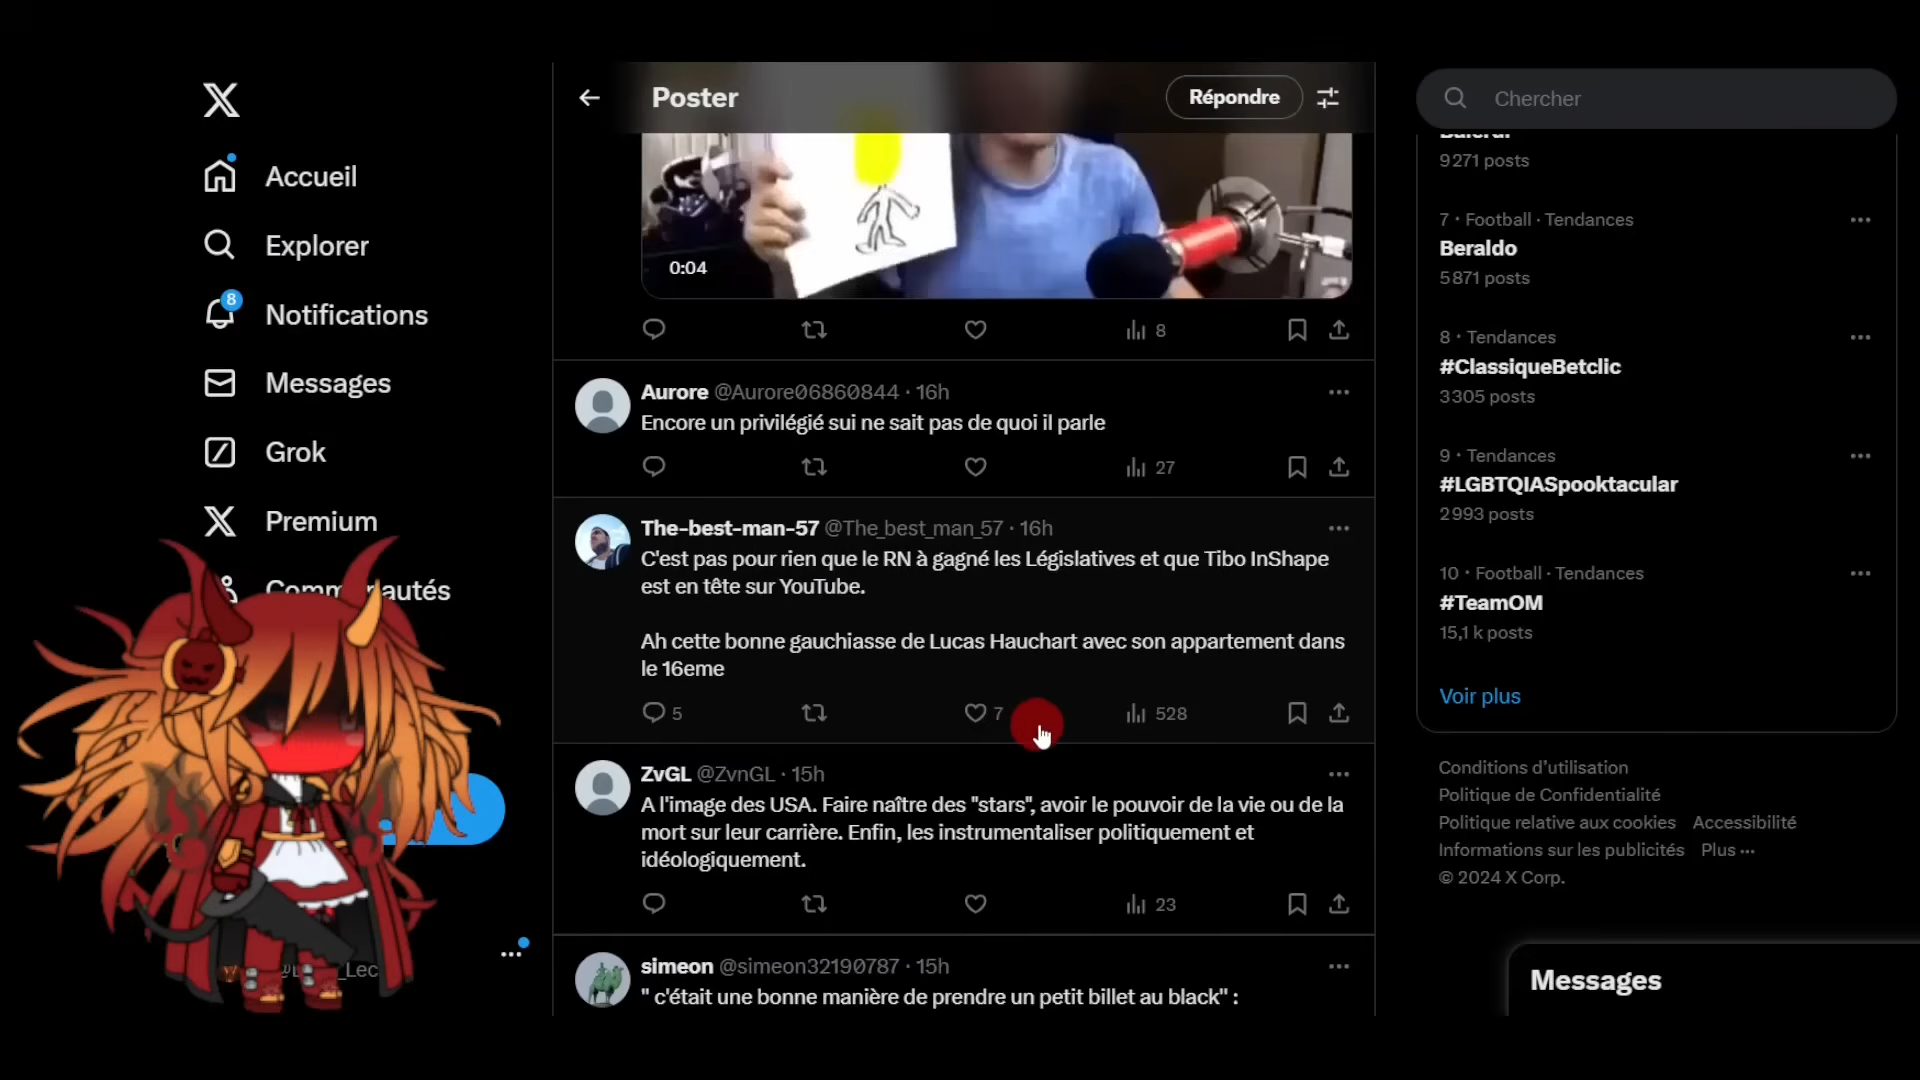 Accueil
Explorer
8
Notifications
Messages
Grok
Premium
Poster
Répondre
0:04
8
Aurore @Aurore06860844 · 16h
Encore un privilégié sui ne sait pas de quoi il parle
27
The-best-man-57 @The_best_man_57 · 16h
C'est pas pour rien que le RN à gagné les Législatives et que Tibo InShape
est en tête sur YouTube.
Ah cette bonne gauchiasse de Lucas Hauchart avec son appartement dans
le 16eme
5 7 528
ZvGL @ZvnGL · 15h
A l'image des USA. Faire naître des "stars", avoir le pouvoir de la vie ou de la
mort sur leur carrière. Enfin, les instrumentaliser politiquement et
idéologiquement.
23
simeon @simeon32190787 · 15h
" c'était une bonne manière de prendre un petit billet au black" :
Chercher
9 271 posts
7 · Football · Tendances
Beraldo
5 871 posts
8 · Tendances
#ClassiqueBetclic
3 305 posts
9 · Tendances
#LGBTQIASpooktacular
2 993 posts
10 · Football · Tendances
#TeamOM
15,1 k posts
Voir plus
Conditions d'utilisation
Politique de Confidentialité
Politique relative aux cookies Accessibilité
Informations sur les publicités Plus ···
© 2024 X Corp.
Messages